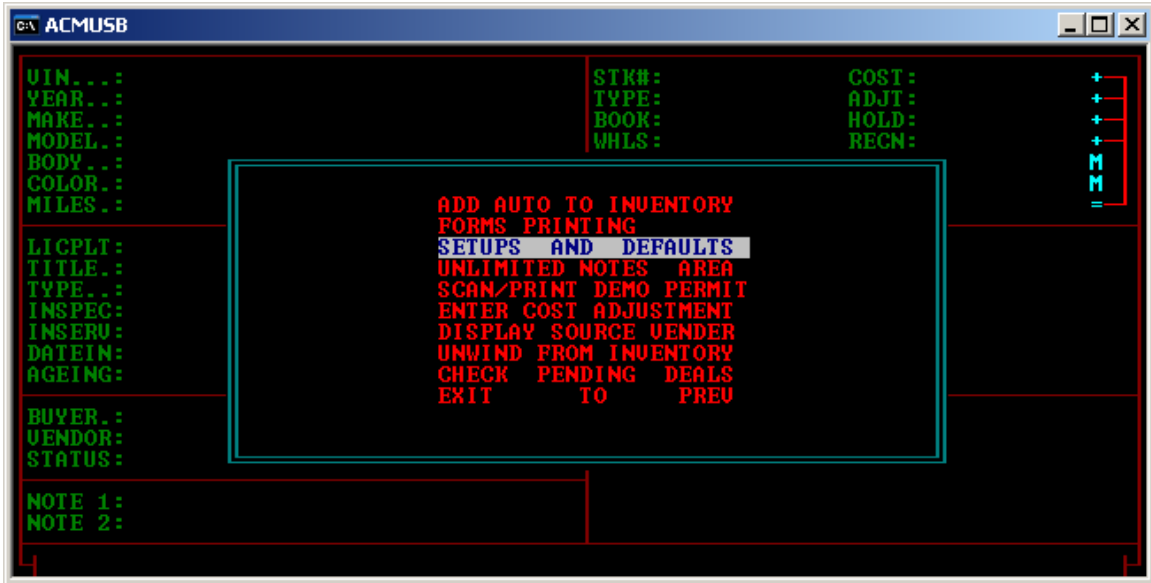 ACMUSB
VIN...: STK#: COST: +
YEAR..: TYPE: ADJT: +
MAKE..: BOOK: HOLD: +
MODEL.: WHLS: RECN: +
BODY..: M
COLOR.: M
MILES.: =
ADD AUTO TO INVENTORY
FORMS PRINTING
SETUPS AND DEFAULTS
UNLIMITED NOTES AREA
SCAN/PRINT DEMO PERMIT
ENTER COST ADJUSTMENT
DISPLAY SOURCE VENDER
UNWIND FROM INVENTORY
CHECK PENDING DEALS
EXIT TO PREV
LICPLT:
TITLE.:
TYPE..:
INSPEC:
INSERV:
DATEIN:
AGEING:
BUYER.:
VENDOR:
STATUS:
NOTE 1:
NOTE 2: